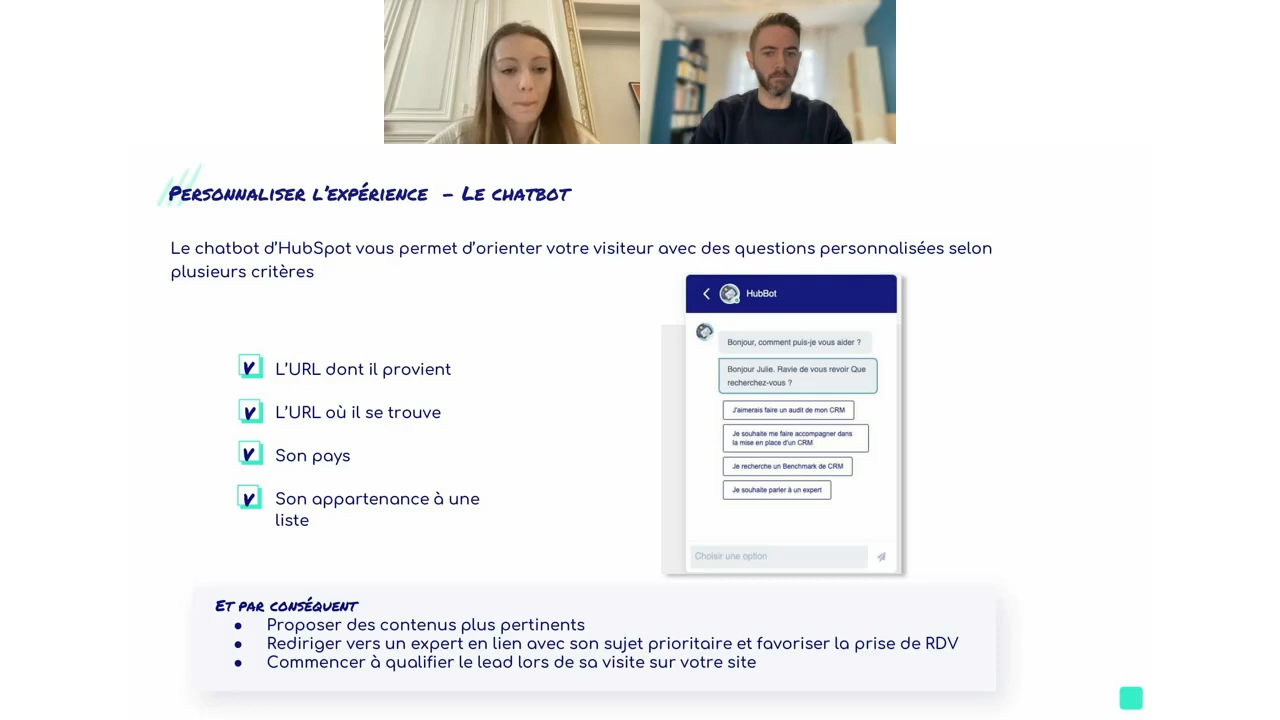 Personnaliser l'expérience - Le chatbot
Le chatbot d'HubSpot vous permet d'orienter votre visiteur avec des questions personnalisées selon
plusieurs critères
L'URL dont il provient
L'URL où il se trouve
Son pays
Son appartenance à une
liste
HubBot
Bonjour, comment puis-je vous aider ?
Bonjour Julie. Ravie de vous revoir Que
recherchez-vous ?
J'aimerais faire un audit de mon CRM
Je souhaite me faire accompagner dans
la mise en place d'un CRM
Je recherche un Benchmark de CRM
Je souhaite parler à un expert
Choisir une option
Et par conséquent
● Proposer des contenus plus pertinents
● Rediriger vers un expert en lien avec son sujet prioritaire et favoriser la prise de RDV
● Commencer à qualifier le lead lors de sa visite sur votre site